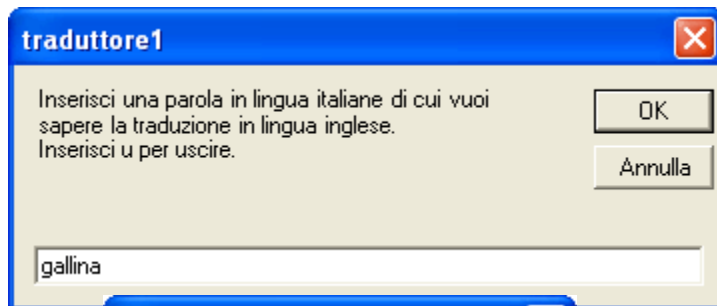 traduttore1
Inserisci una parola in lingua italiane di cui vuoi
sapere la traduzione in lingua inglese.
Inserisci u per uscire.
OK
Annulla
gallina